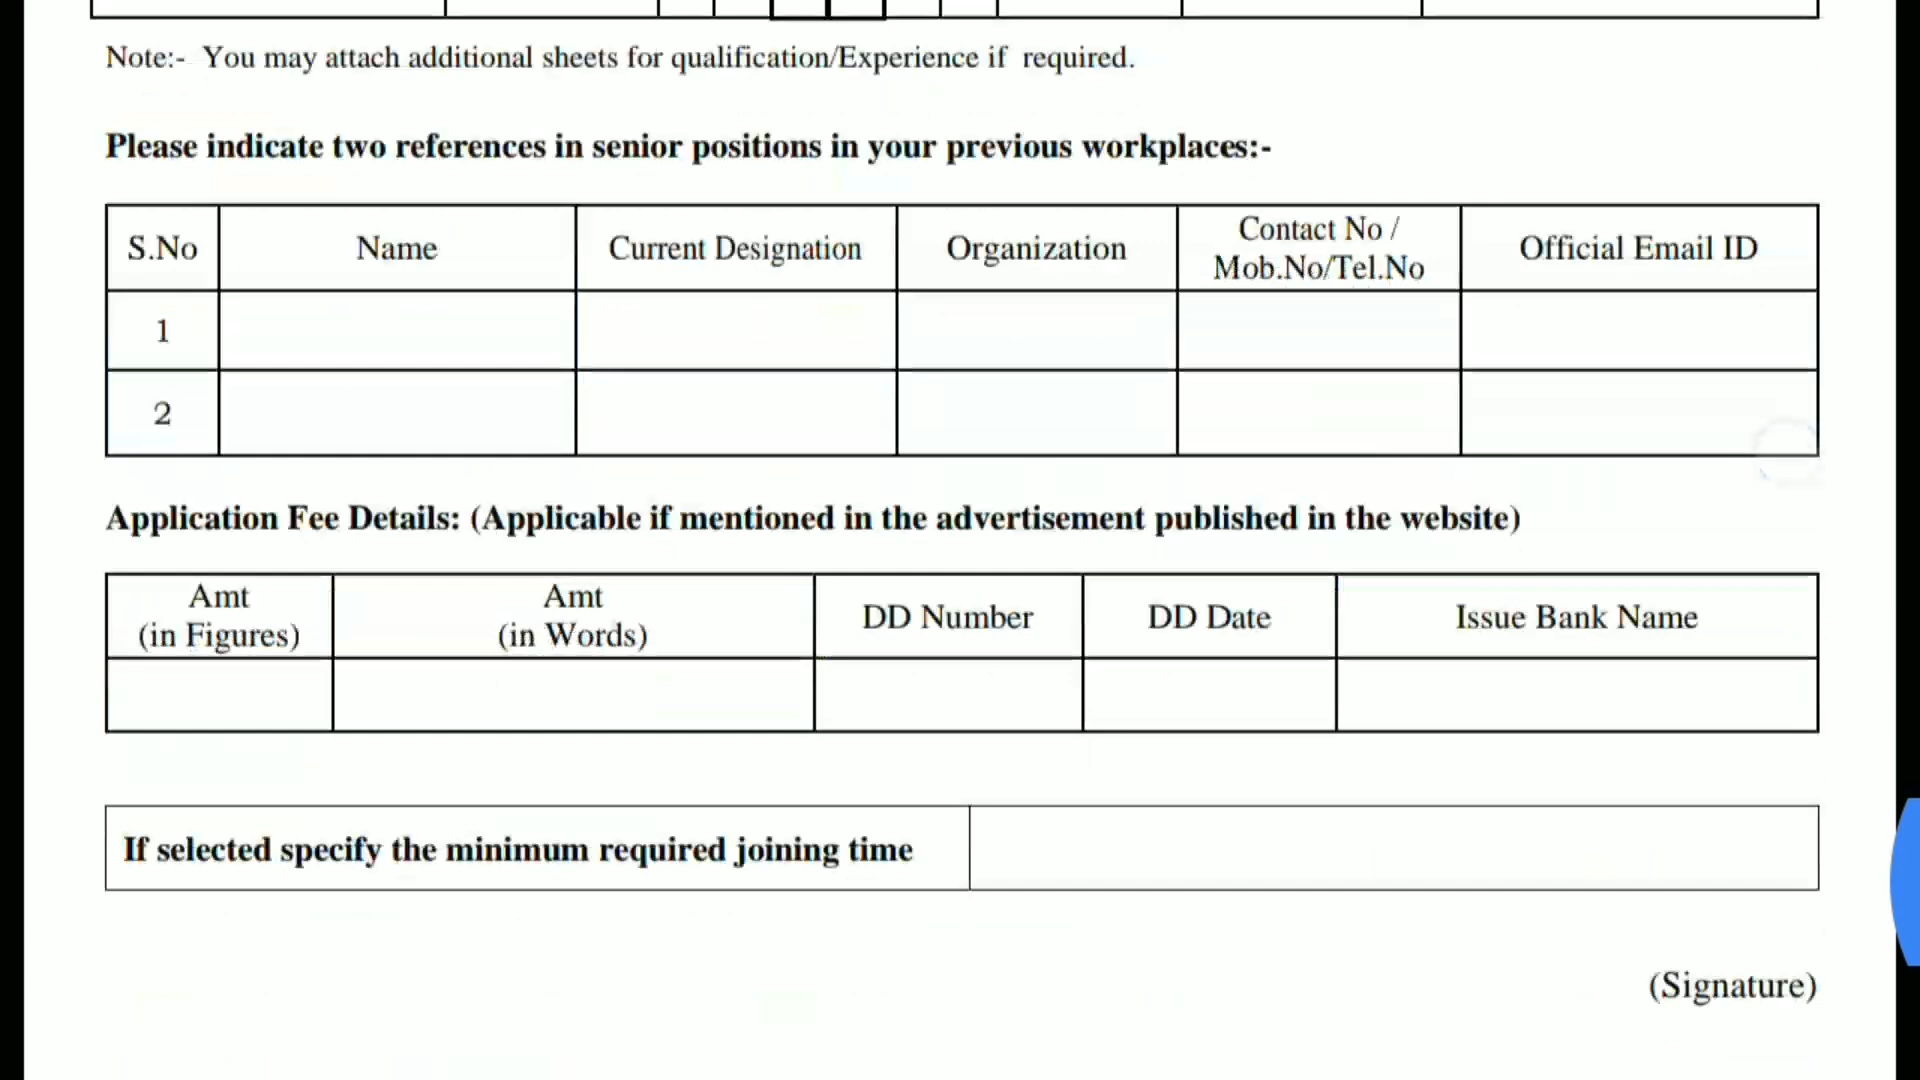 Note:- You may attach additional sheets for qualification/Experience if required.
Please indicate two references in senior positions in your previous workplaces:-
S.No Name Current Designation Organization Contact No / Mob.No/Tel.No Official Email ID
1
2
Application Fee Details: (Applicable if mentioned in the advertisement published in the website)
Amt (in Figures) Amt (in Words) DD Number DD Date Issue Bank Name
If selected specify the minimum required joining time
(Signature)